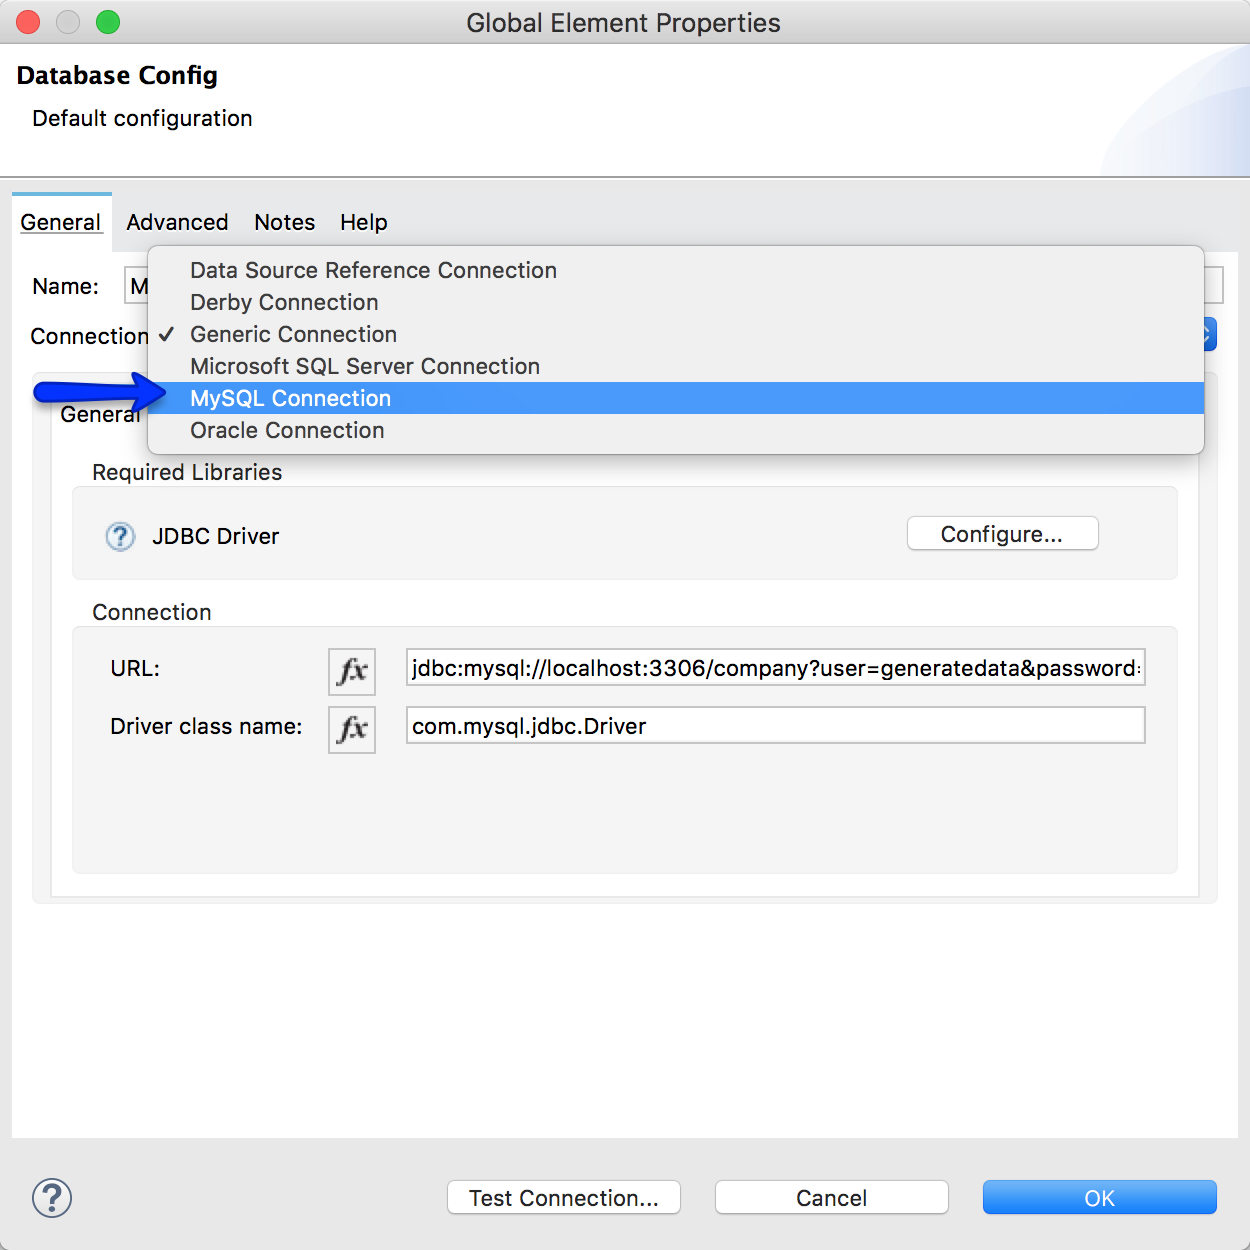 Global Element Properties
Database Config
Default configuration
General Advanced Notes Help
Data Source Reference Connection
Name: M
Derby Connection
Connection ✓ Generic Connection
Microsoft SQL Server Connection
MySQL Connection
General
Oracle Connection
Required Libraries
? JDBC Driver Configure...
Connection
URL: fx jdbc:mysql://localhost:3306/company?user=generatedata&password=
Driver class name: fx com.mysql.jdbc.Driver
? Test Connection... Cancel OK